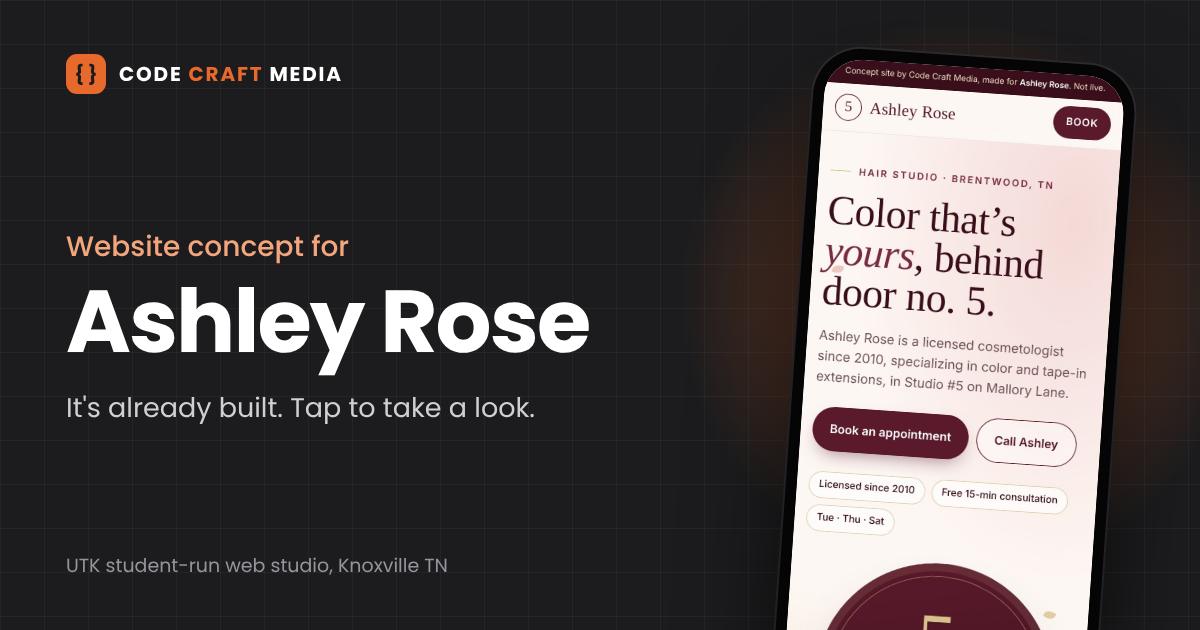 { } CODE CRAFT MEDIA
Website concept for
Ashley Rose
It's already built. Tap to take a look.
UTK student-run web studio, Knoxville TN
Concept site by Code Craft Media, made for Ashley Rose. Not live.
5 Ashley Rose BOOK
HAIR STUDIO · BRENTWOOD, TN
Color that’s
yours, behind
door no. 5.
Ashley Rose is a licensed cosmetologist
since 2010, specializing in color and tape-in
extensions, in Studio #5 on Mallory Lane.
Book an appointment Call Ashley
Licensed since 2010 Free 15-min consultation
Tue · Thu · Sat
5